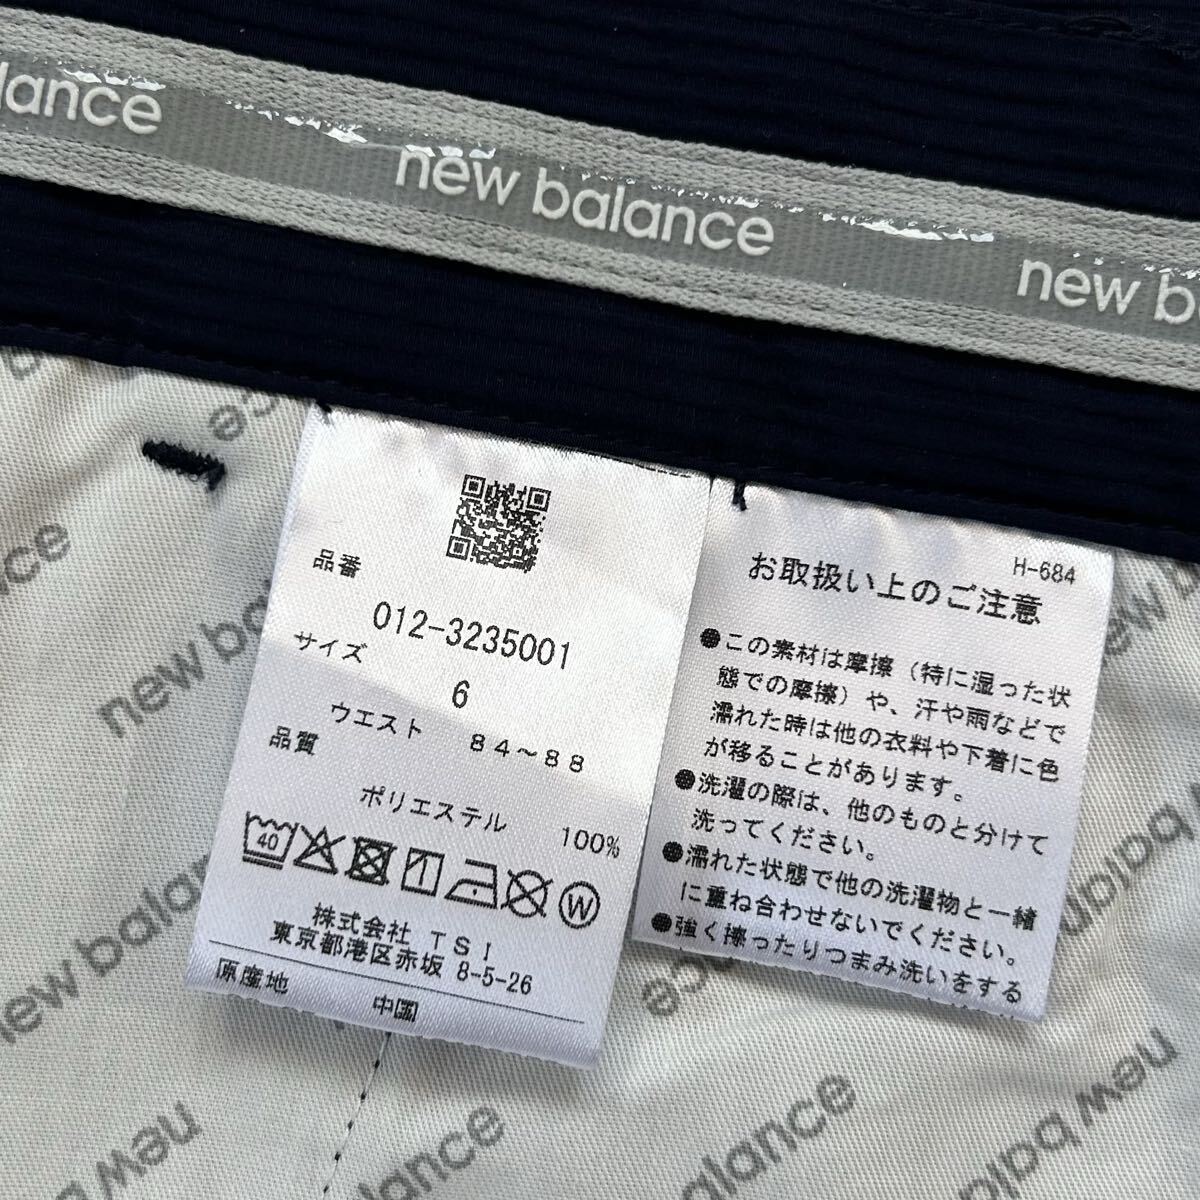 lance
new balance
new b
品番
012-3235001
サイズ
6
ウエスト 84～88
品質
ポリエステル 100%
40
W
株式会社 TSI
東京都港区赤坂 8-5-26
原産地
中国
H-684
お取扱い上のご注意
●この素材は摩擦（特に湿った状
態での摩擦）や、汗や雨などで
濡れた時は他の衣料や下着に色
が移ることがあります。
●洗濯の際は、他のものと分けて
洗ってください。
●濡れた状態で他の洗濯物と一緒
に重ね合わせないでください。
●強く擦ったりつまみ洗いをする
new balance
new balance
new balance